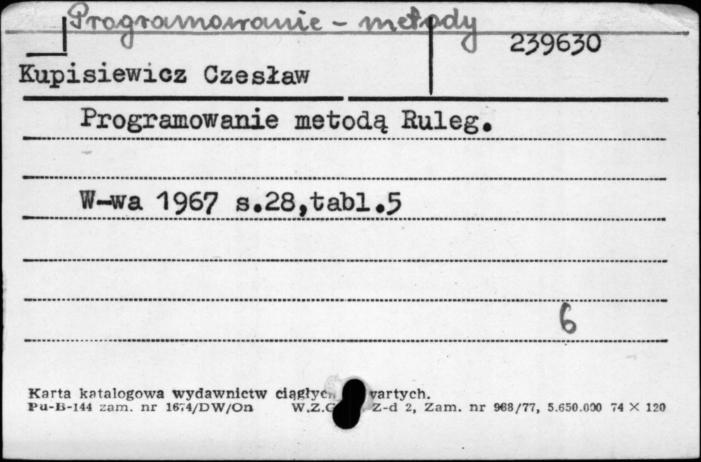 Programowanie - metody
239630
Kupisiewicz Czesław
Programowanie metodą Ruleg.
W-wa 1967 s.28,tabl.5
6
Karta katalogowa wydawnictw ciągłych wartych.
Pu-B-144 zam. nr 1674/DW/On W.Z.G Z-d 2, Zam. nr 968/77, 5.650.000 74 X 120